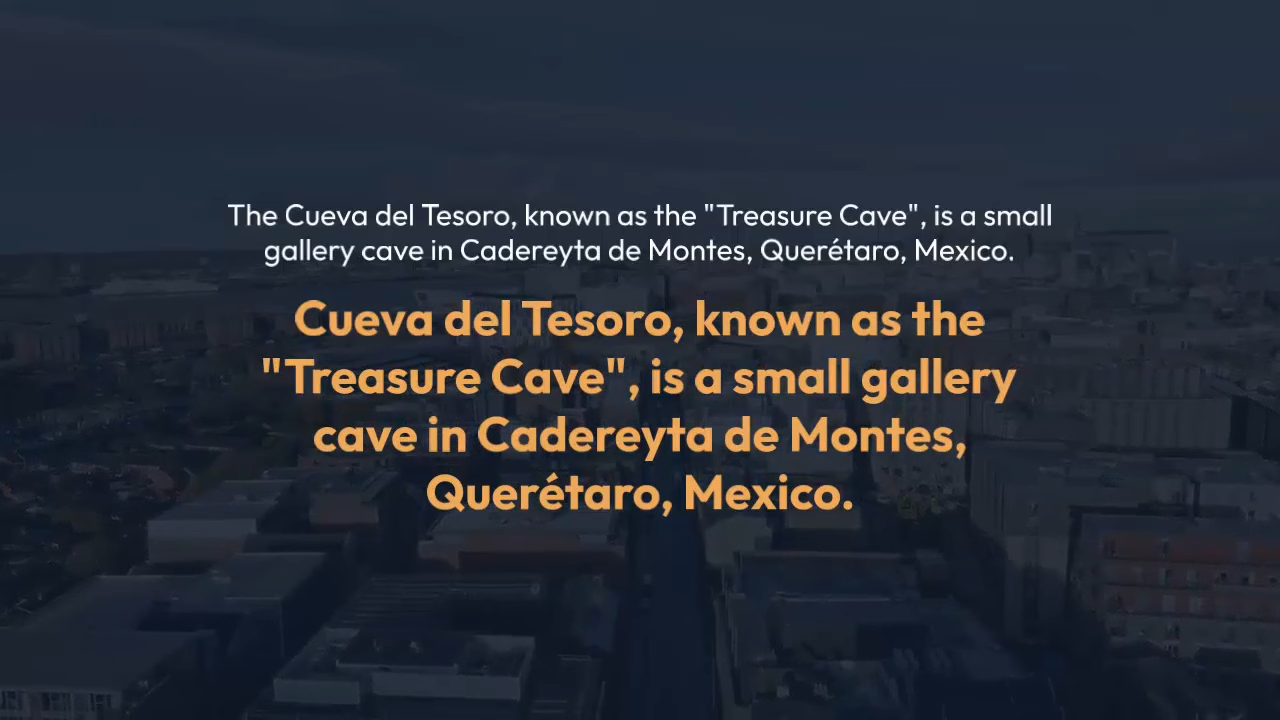 The Cueva del Tesoro, known as the "Treasure Cave", is a small
gallery cave in Cadereyta de Montes, Querétaro, Mexico.
Cueva del Tesoro, known as the
"Treasure Cave", is a small gallery
cave in Cadereyta de Montes,
Querétaro, Mexico.